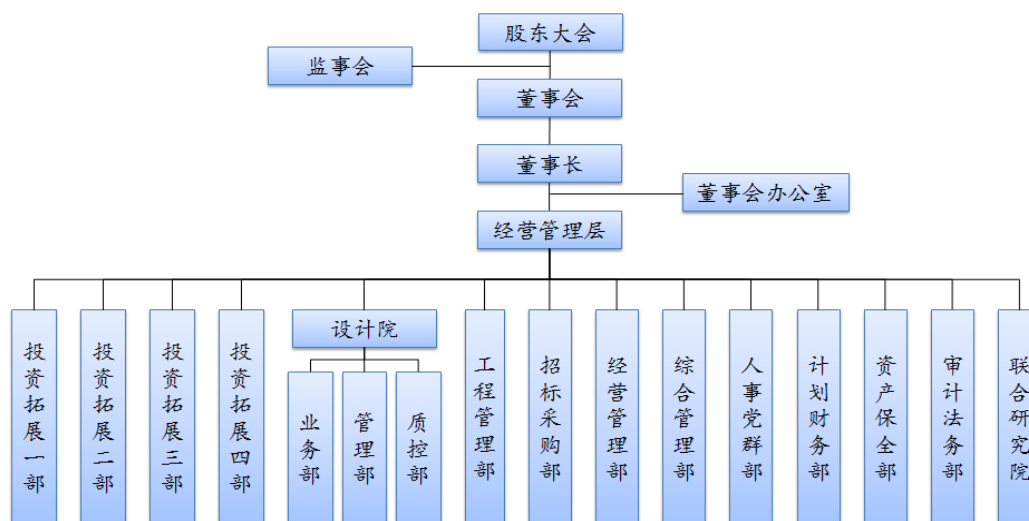 股东大会
监事会
董事会
董事长
董事会办公室
经营管理层
投资拓展一部
投资拓展二部
投资拓展三部
投资拓展四部
设计院
业务部
管理部
质控部
工程管理部
招标采购部
经营管理部
综合管理部
人事党群部
计划财务部
资产保全部
审计法务部
联合研究院